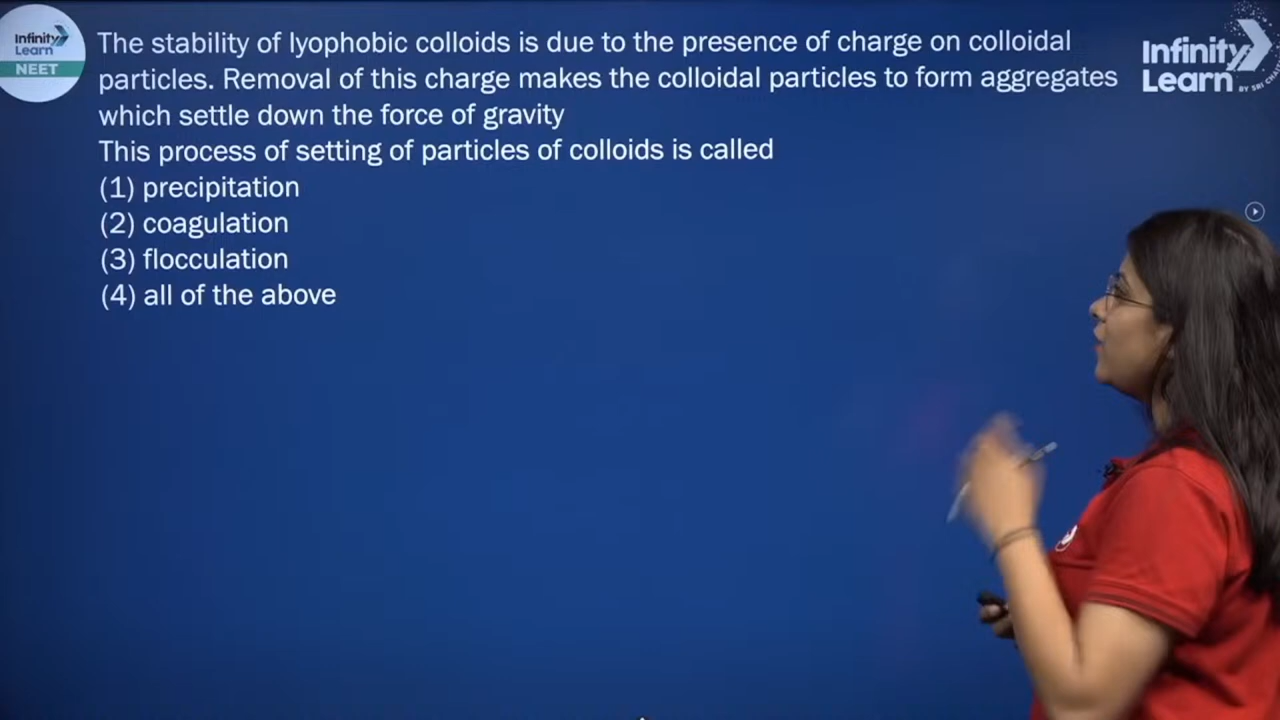 Infinity
Learn
NEET
The stability of lyophobic colloids is due to the presence of charge on colloidal
particles. Removal of this charge makes the colloidal particles to form aggregates
which settle down the force of gravity
This process of setting of particles of colloids is called
(1) precipitation
(2) coagulation
(3) flocculation
(4) all of the above
Infinity
Learn
BY SRI